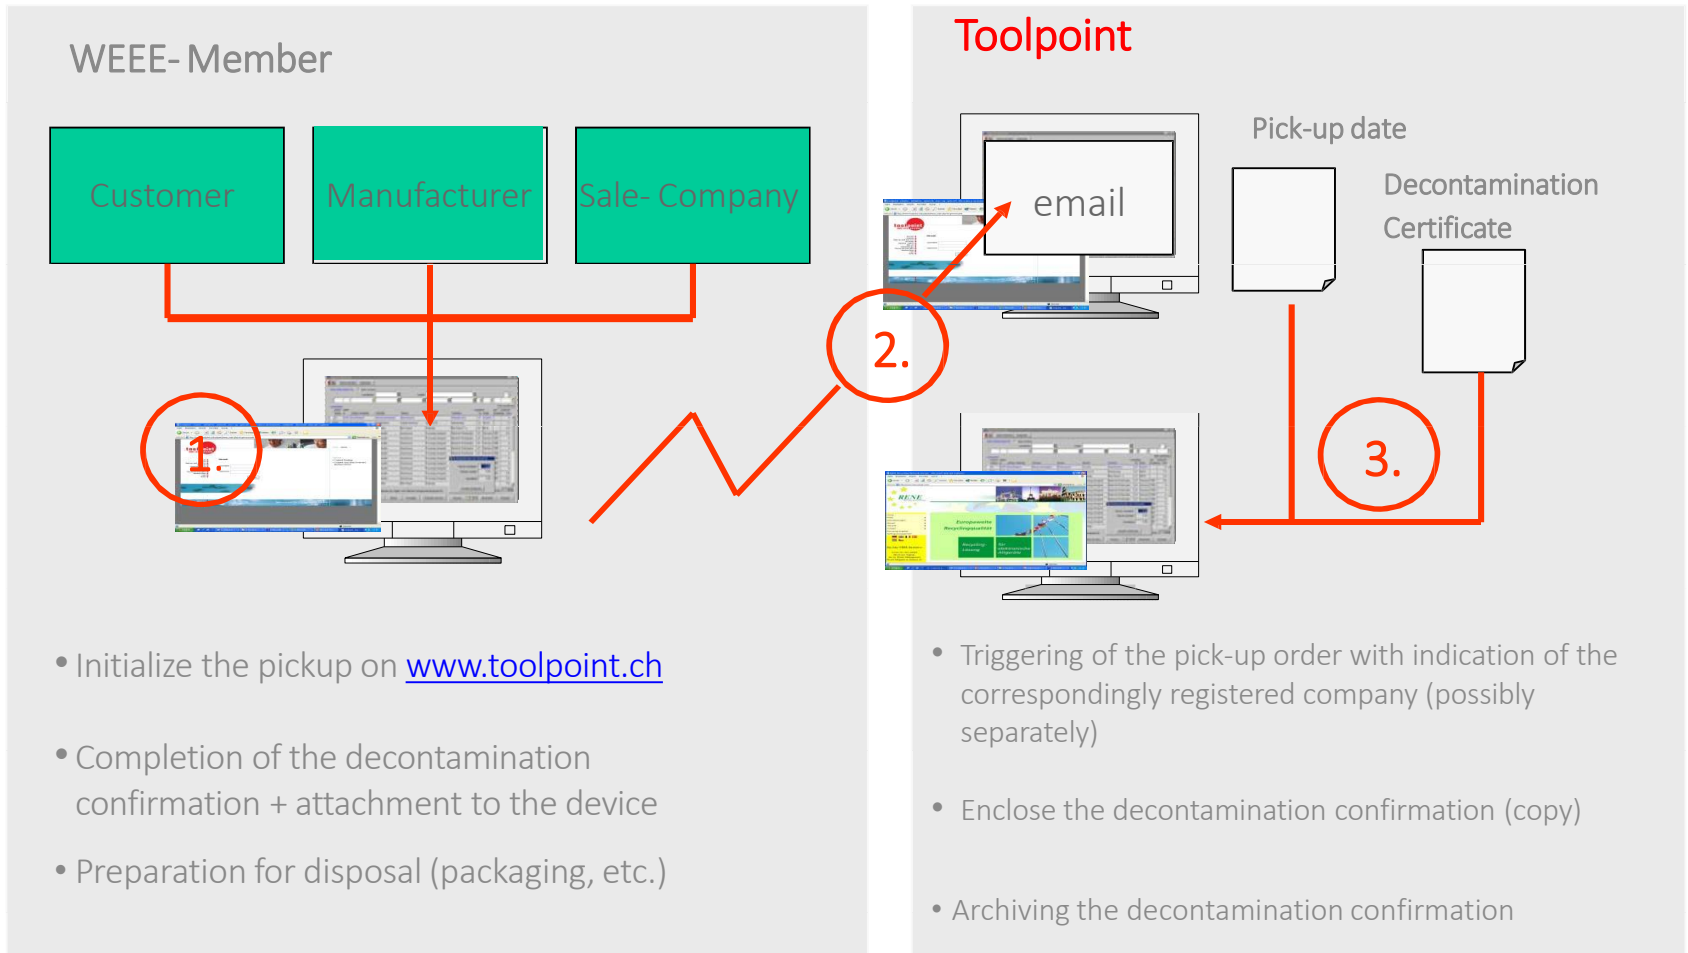 WEEE- Member
Customer
Manufacturer
Sale- Company
1.
• Initialize the pickup on www.toolpoint.ch
• Completion of the decontamination
confirmation + attachment to the device
• Preparation for disposal (packaging, etc.)
2.
Toolpoint
email
Pick-up date
Decontamination
Certificate
RENE
Europaweite
Recyclingqualität
3.
• Triggering of the pick-up order with indication of the
correspondingly registered company (possibly
separately)
• Enclose the decontamination confirmation (copy)
• Archiving the decontamination confirmation